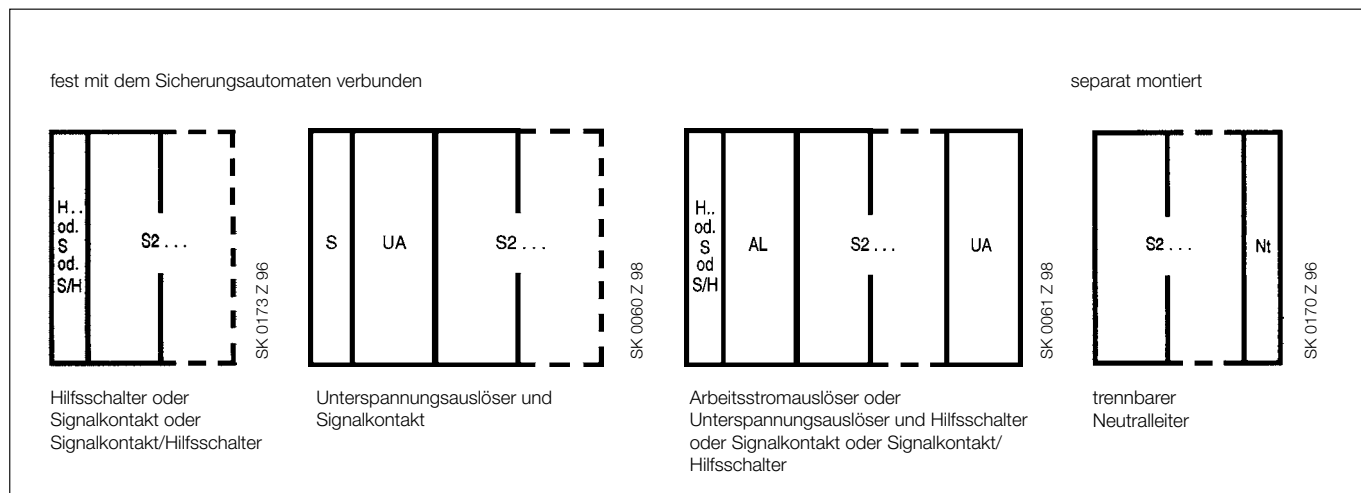 fest mit dem Sicherungsautomaten verbunden
separat montiert
H..
od.
S
od.
S/H
S2...
SK 0173 Z 96
S
UA
S2...
SK 0060 Z 98
H..
od.
S
od
S/H
AL
S2...
UA
SK 0061 Z 98
S2...
Nt
SK 0170 Z 96
Hilfsschalter oder
Signalkontakt oder
Signalkontakt/Hilfsschalter
Unterspannungsauslöser und
Signalkontakt
Arbeitsstromauslöser oder
Unterspannungsauslöser und Hilfsschalter
oder Signalkontakt oder Signalkontakt/
Hilfsschalter
trennbarer
Neutralleiter